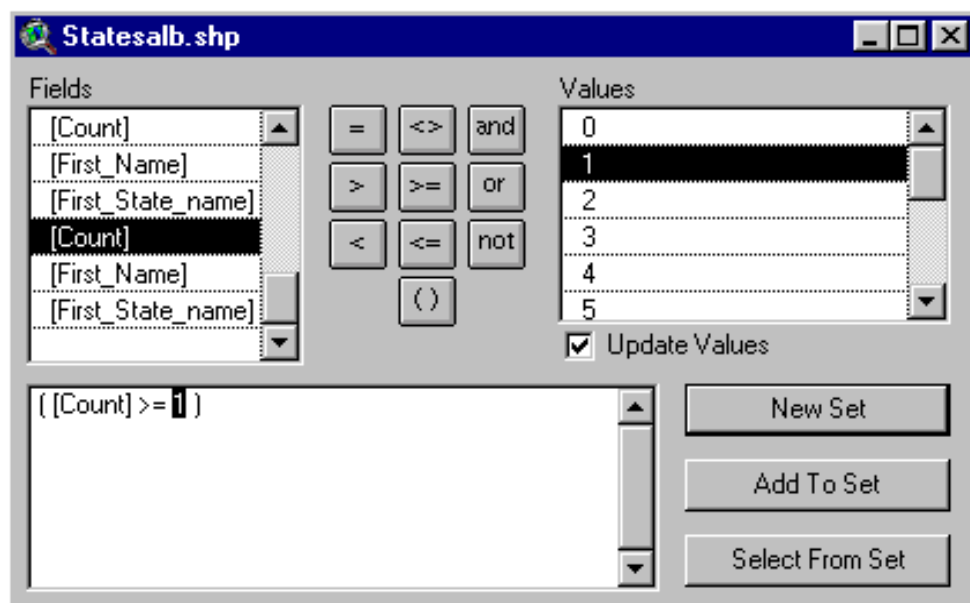 Statesalb.shp
Fields
[Count]
[First_Name]
[First_State_name]
[Count]
[First_Name]
[First_State_name]
= <> and
> >= or
< <= not
( )
Values
0
1
2
3
4
5
Update Values
( [Count] >= 1 )
New Set
Add To Set
Select From Set